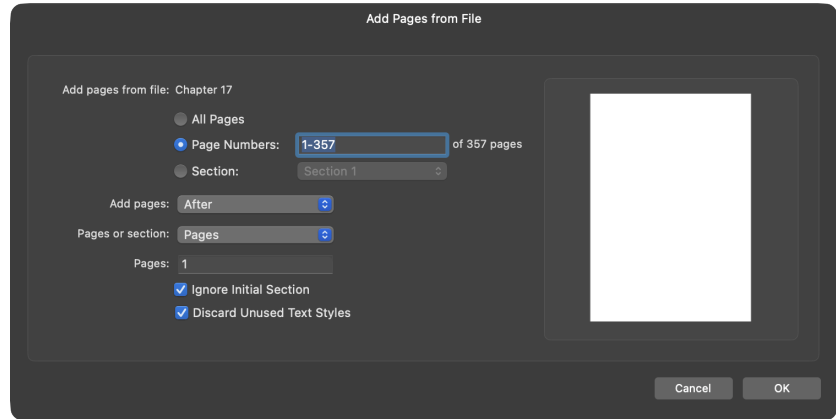 Add Pages from File
Add pages from file: Chapter 17
All Pages
Page Numbers: 1-357 of 357 pages
Section: Section 1
Add pages: After
Pages or section: Pages
Pages: 1
Ignore Initial Section
Discard Unused Text Styles
Cancel OK